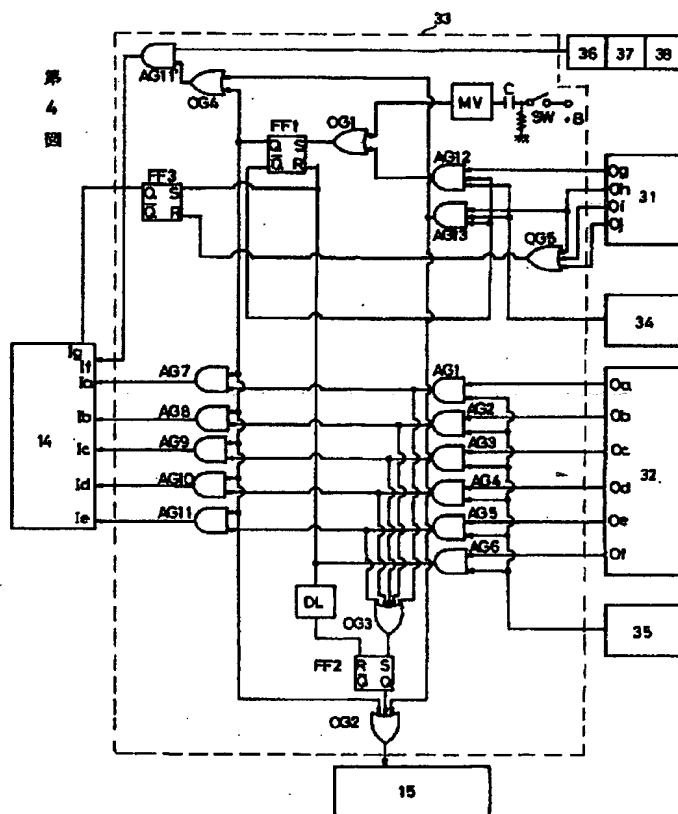 第4図
33
36 37 38
AG11
OG4
MV
C
SW
+B
OG1
FF1
Q S
Q̅ R
AG12
Og
Oh
Oi
Oj
31
FF3
Q S
Q̅ R
AG13
OG5
34
Ig
If
Ia
Ib
Ic
Id
Ie
14
AG7
AG8
AG9
AG10
AG11
AG1
AG2
AG3
AG4
AG5
AG6
Oa
Ob
Oc
Od
Oe
Of
32
DL
OG3
35
FF2
R S
Q̅ Q
OG2
15